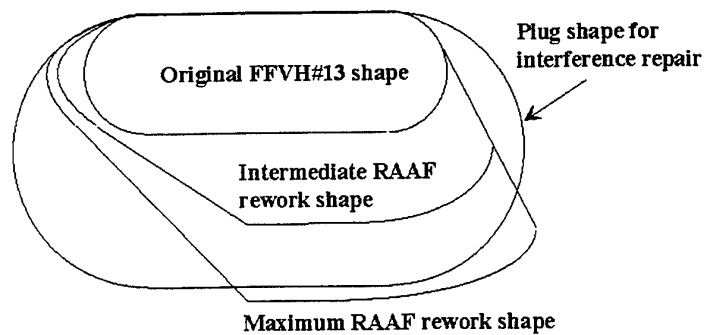 Plug shape for
interference repair
Original FFVH#13 shape
Intermediate RAAF
rework shape
Maximum RAAF rework shape